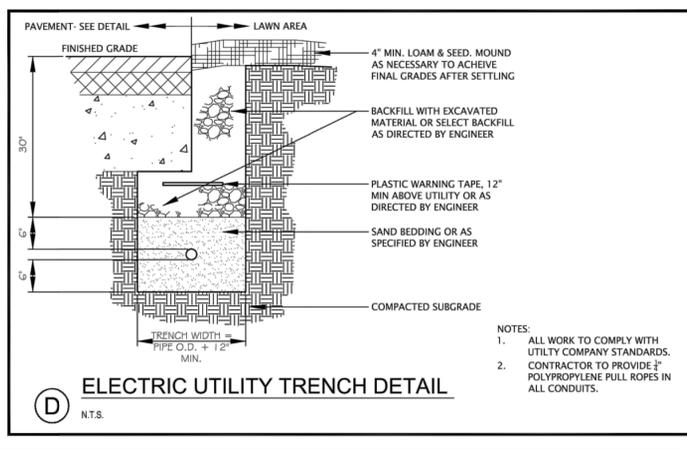 PAVEMENT- SEE DETAIL
LAWN AREA
FINISHED GRADE
4" MIN. LOAM & SEED. MOUND
AS NECESSARY TO ACHEIVE
FINAL GRADES AFTER SETTLING
BACKFILL WITH EXCAVATED
MATERIAL OR SELECT BACKFILL
AS DIRECTED BY ENGINEER
30"
PLASTIC WARNING TAPE, 12"
MIN ABOVE UTILITY OR AS
DIRECTED BY ENGINEER
6"
SAND BEDDING OR AS
SPECIFIED BY ENGINEER
6"
COMPACTED SUBGRADE
TRENCH WIDTH =
PIPE O.D. + 12"
MIN.
NOTES:
1. ALL WORK TO COMPLY WITH
UTILTY COMPANY STANDARDS.
2. CONTRACTOR TO PROVIDE "
POLYPROPYLENE PULL ROPES IN
ALL CONDUITS.
D
ELECTRIC UTILITY TRENCH DETAIL
N.T.S.